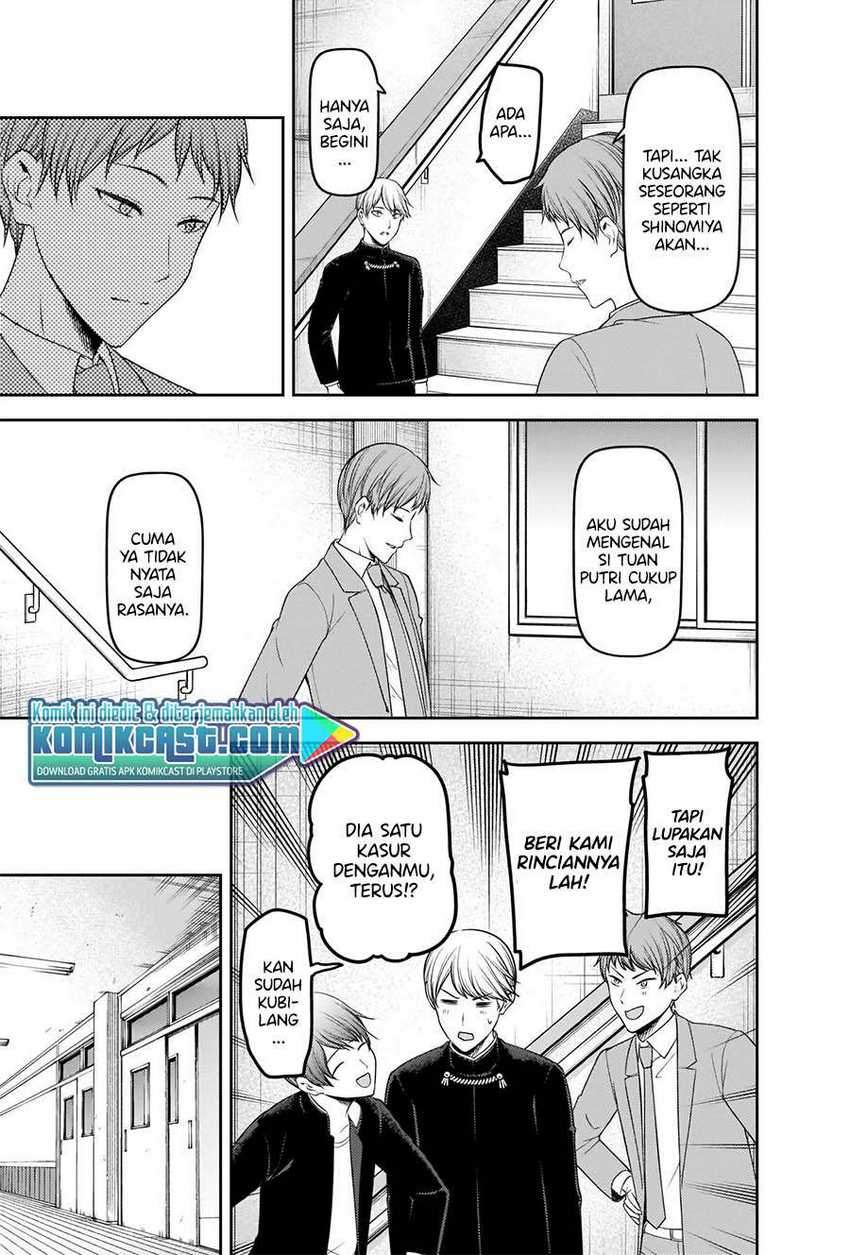 TAPI... TAK
KUSANGKA
SESEORANG
SEPERTI
SHINOMIYA
AKAN...
ADA
APA...
HANYA
SAJA,
BEGINI
...
AKU SUDAH
MENGENAL
SI TUAN
PUTRI CUKUP
LAMA,
CUMA
YA TIDAK
NYATA
SAJA
RASANYA.
Komik ini diedit & diterjemahkan oleh
KOMIKCAST.COM
DOWNLOAD GRATIS APK KOMIKCAST DI PLAYSTORE
TAPI
LUPAKAN
SAJA
ITU!
BERI KAMI
RINCIANNYA
LAH!
DIA SATU
KASUR
DENGANMU,
TERUS!?
KAN
SUDAH
KUBI-
LANG
...